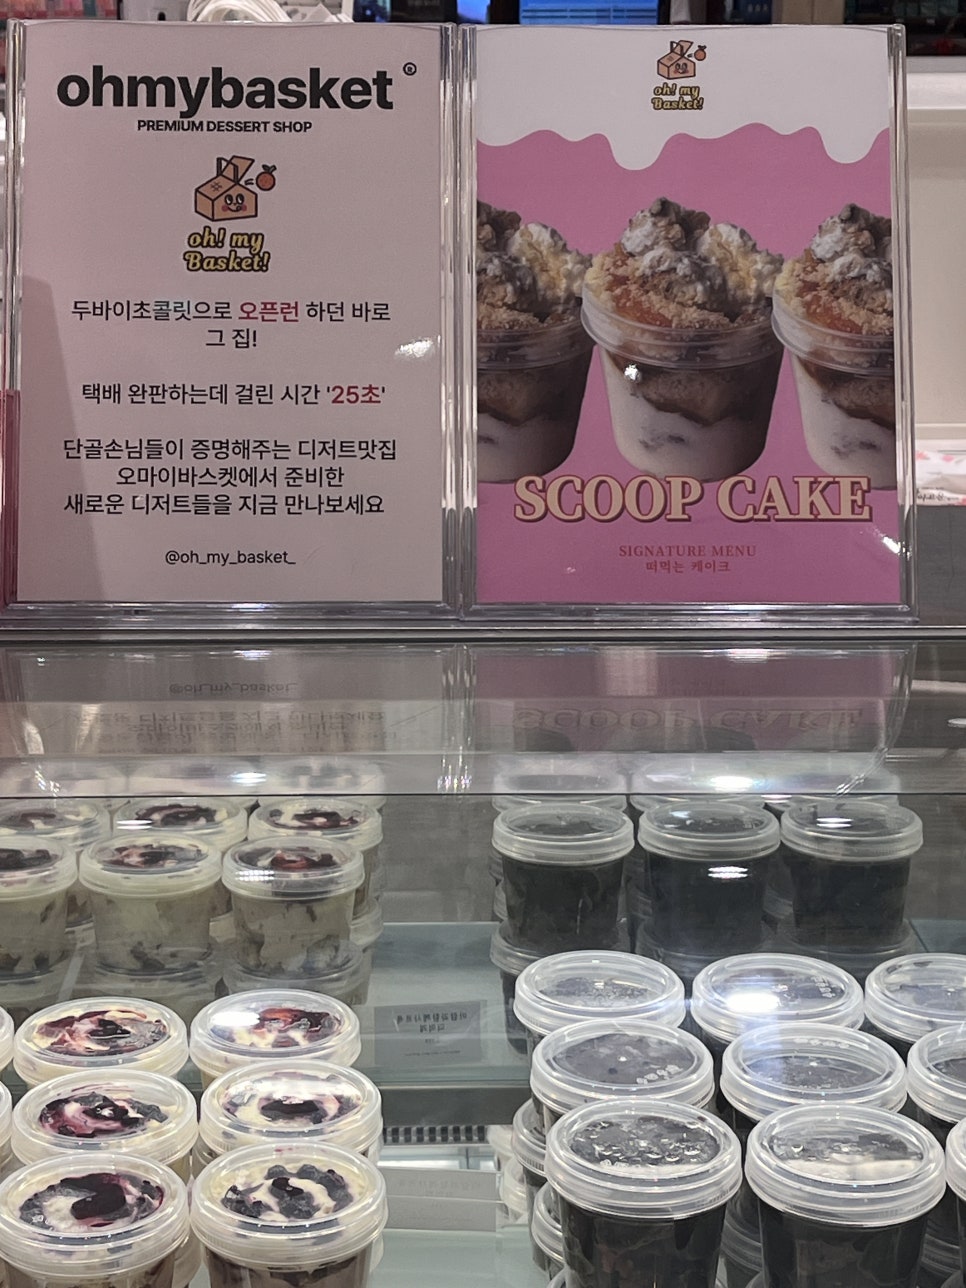 ohmybasket®
PREMIUM DESSERT SHOP
oh! my
Basket!
두바이초콜릿으로 오픈런 하던 바로
그 집!
택배 완판하는데 걸린 시간 '25초'
단골손님들이 증명해주는 디저트맛집
오마이바스켓에서 준비한
새로운 디저트들을 지금 만나보세요
@oh_my_basket_
oh! my
Basket!
SCOOP CAKE
SIGNATURE MENU
떠먹는 케이크